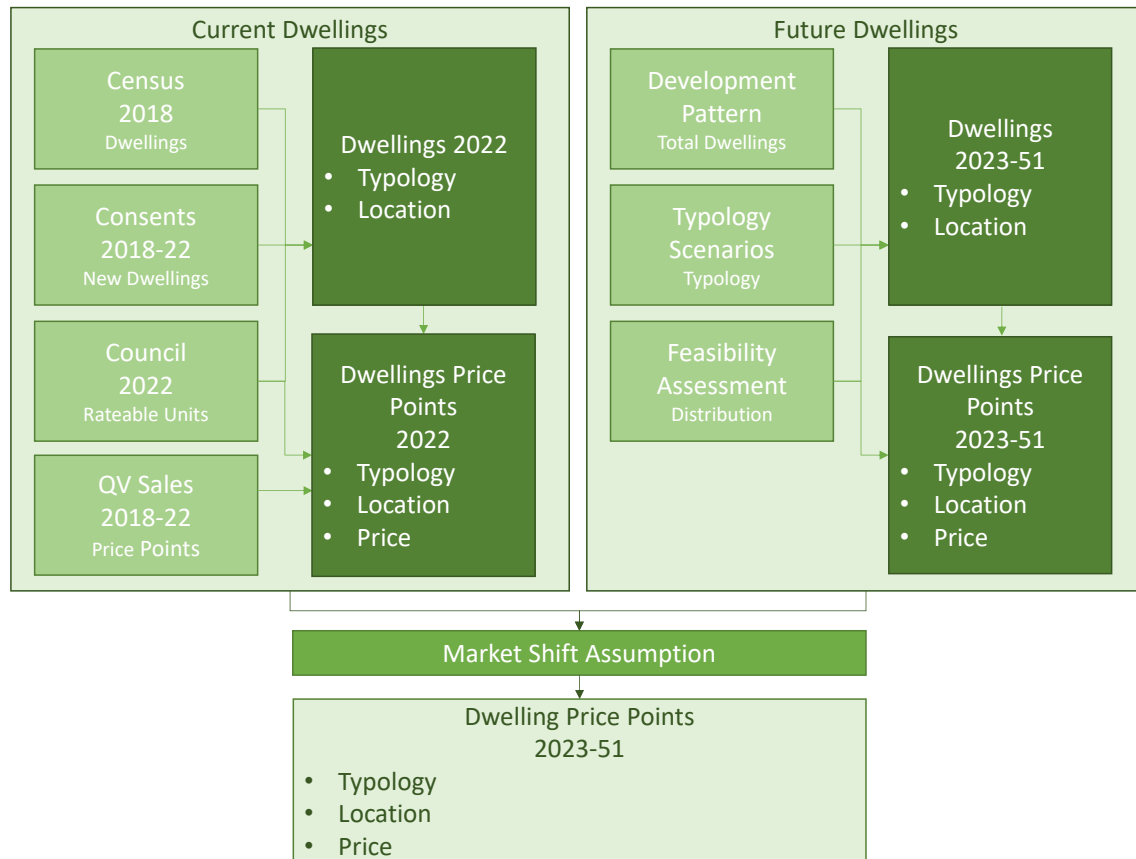 Current Dwellings
Census
2018
Dwellings
Consents
2018-22
New Dwellings
Council
2022
Rateable Units
QV Sales
2018-22
Price Points
Dwellings 2022
• Typology
• Location
Dwellings Price
Points
2022
• Typology
• Location
• Price
Future Dwellings
Development
Pattern
Total Dwellings
Typology
Scenarios
Typology
Feasibility
Assessment
Distribution
Dwellings
2023-51
• Typology
• Location
Dwellings Price
Points
2023-51
• Typology
• Location
• Price
Market Shift Assumption
Dwelling Price Points
2023-51
• Typology
• Location
• Price